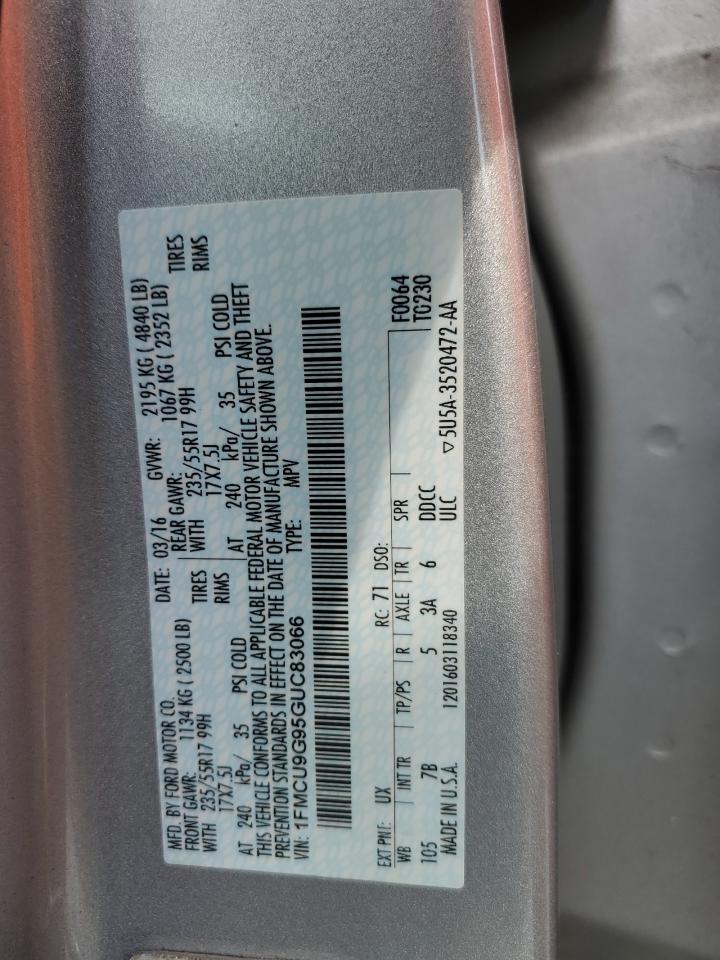 MFD. BY FORD MOTOR CO. DATE: 03/16 GVWR: 2195 KG ( 4840 LB)
FRONT GAWR: 1134 KG ( 2500 LB) REAR GAWR: 1067 KG ( 2352 LB)
WITH 235/55R17 99H TIRES WITH 235/55R17 99H TIRES
17X7.5J RIMS 17X7.5J RIMS
AT 240 kPa/ 35 PSI COLD AT 240 kPa/ 35 PSI COLD
THIS VEHICLE CONFORMS TO ALL APPLICABLE FEDERAL MOTOR VEHICLE SAFETY AND THEFT
PREVENTION STANDARDS IN EFFECT ON THE DATE OF MANUFACTURE SHOWN ABOVE.
VIN: 1FMCU9G95GUC83066 TYPE: MPV
F0064
EXT PNT: UX RC: 71 DSO: TG230
WB INT TR TP/PS R AXLE TR SPR
105 7B 5 3A 6 DDCC
MADE IN U.S.A. 1201603118340 ULC ▽5U5A-3520472-AA